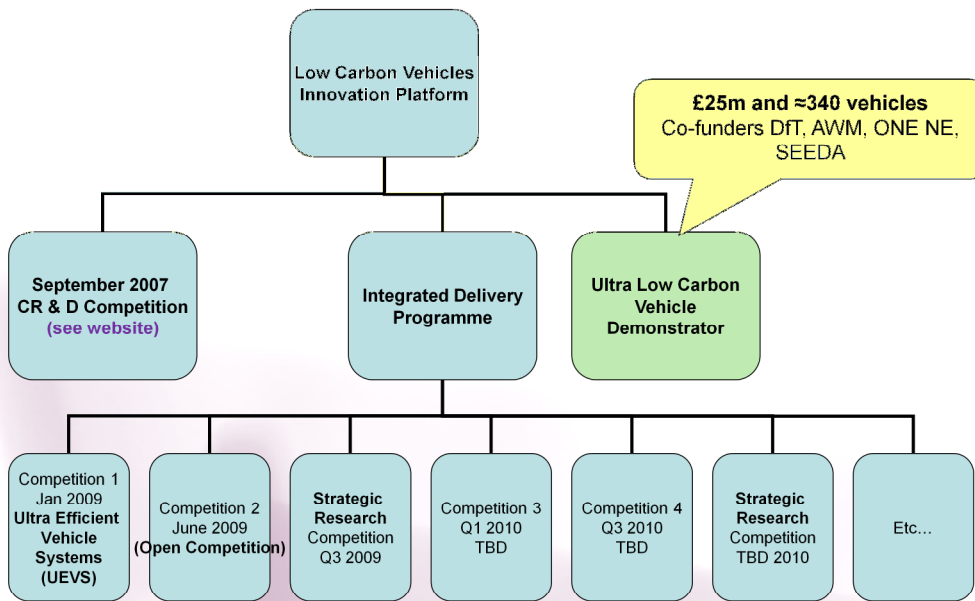 Low Carbon Vehicles
Innovation Platform
£25m and ≈340 vehicles
Co-funders DfT, AWM, ONE NE,
SEEDA
September 2007
CR & D Competition
(see website)
Integrated Delivery
Programme
Ultra Low Carbon
Vehicle
Demonstrator
Competition 1
Jan 2009
Ultra Efficient
Vehicle
Systems
(UEVS)
Competition 2
June 2009
(Open Competition)
Strategic
Research
Competition
Q3 2009
Competition 3
Q1 2010
TBD
Competition 4
Q3 2010
TBD
Strategic
Research
Competition
TBD 2010
Etc...